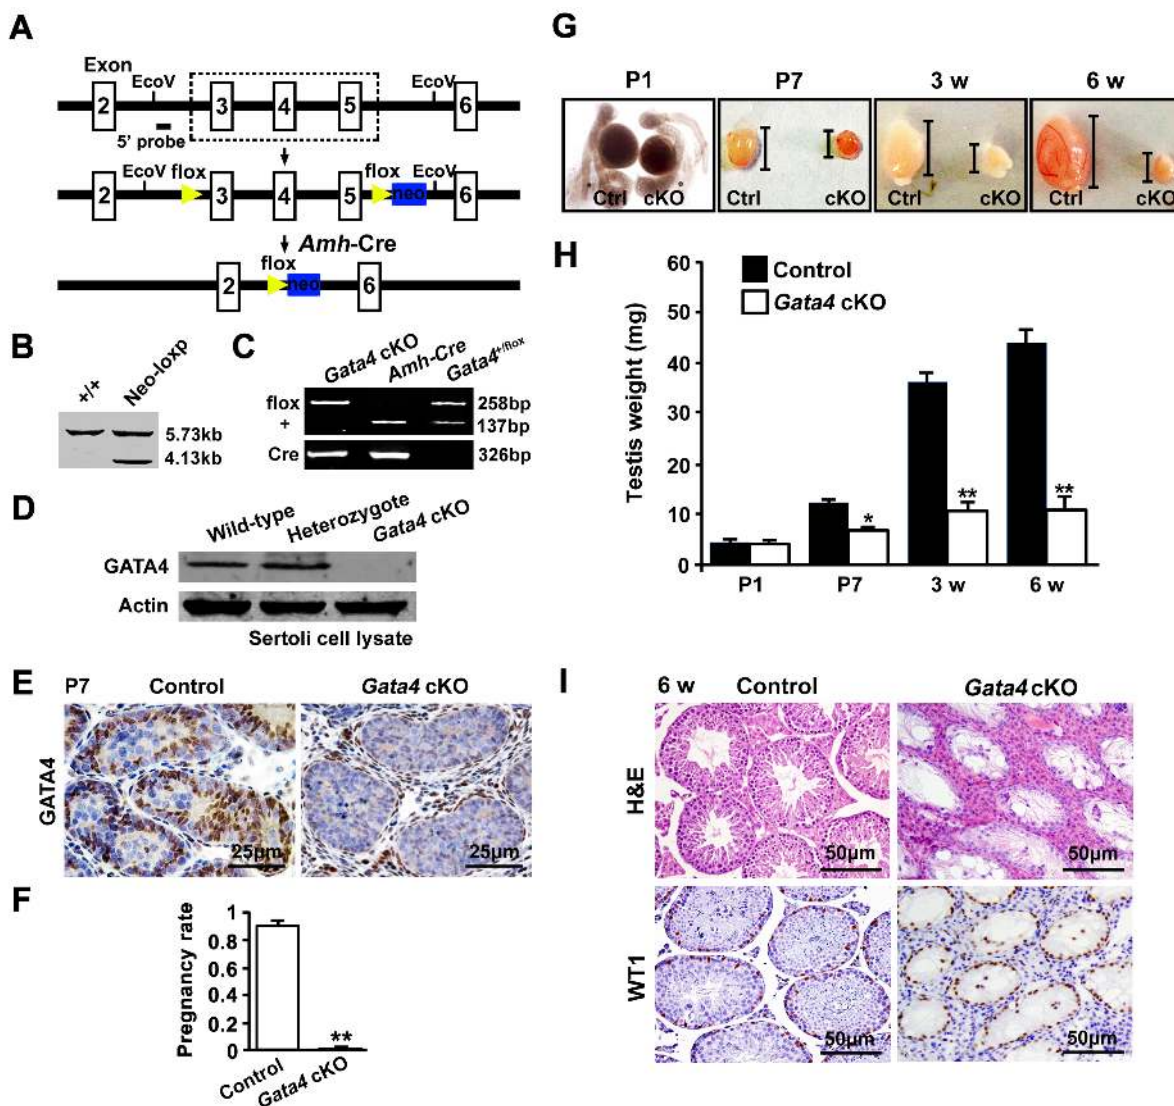 A
Exon
EcoV
EcoV
2
3
4
5
6
5' probe
EcoV
flox
flox
EcoV
2
3
4
5
neo
6
Amh-Cre
flox
2
neo
6
B
+/+
Neo-loxp
5.73kb
4.13kb
C
Gata4 cKO
Amh-Cre
Gata4+/flox
flox
258bp
+
137bp
Cre
326bp
D
Wild-type
Heterozygote
Gata4 cKO
GATA4
Actin
Sertoli cell lysate
E
P7
Control
Gata4 cKO
GATA4
25μm
25μm
F
Pregnancy rate
1
0.8
0.6
0.4
0.2
0
**
Control
Gata4 cKO
G
P1
P7
3 w
6 w
* Ctrl
cKO *
Ctrl
cKO
Ctrl
cKO
Ctrl
cKO
H
Testis weight (mg)
60
50
40
30
20
10
0
Control
Gata4 cKO
*
**
**
P1
P7
3 w
6 w
I
6 w
Control
Gata4 cKO
H&E
50μm
50μm
WT1
50μm
50μm